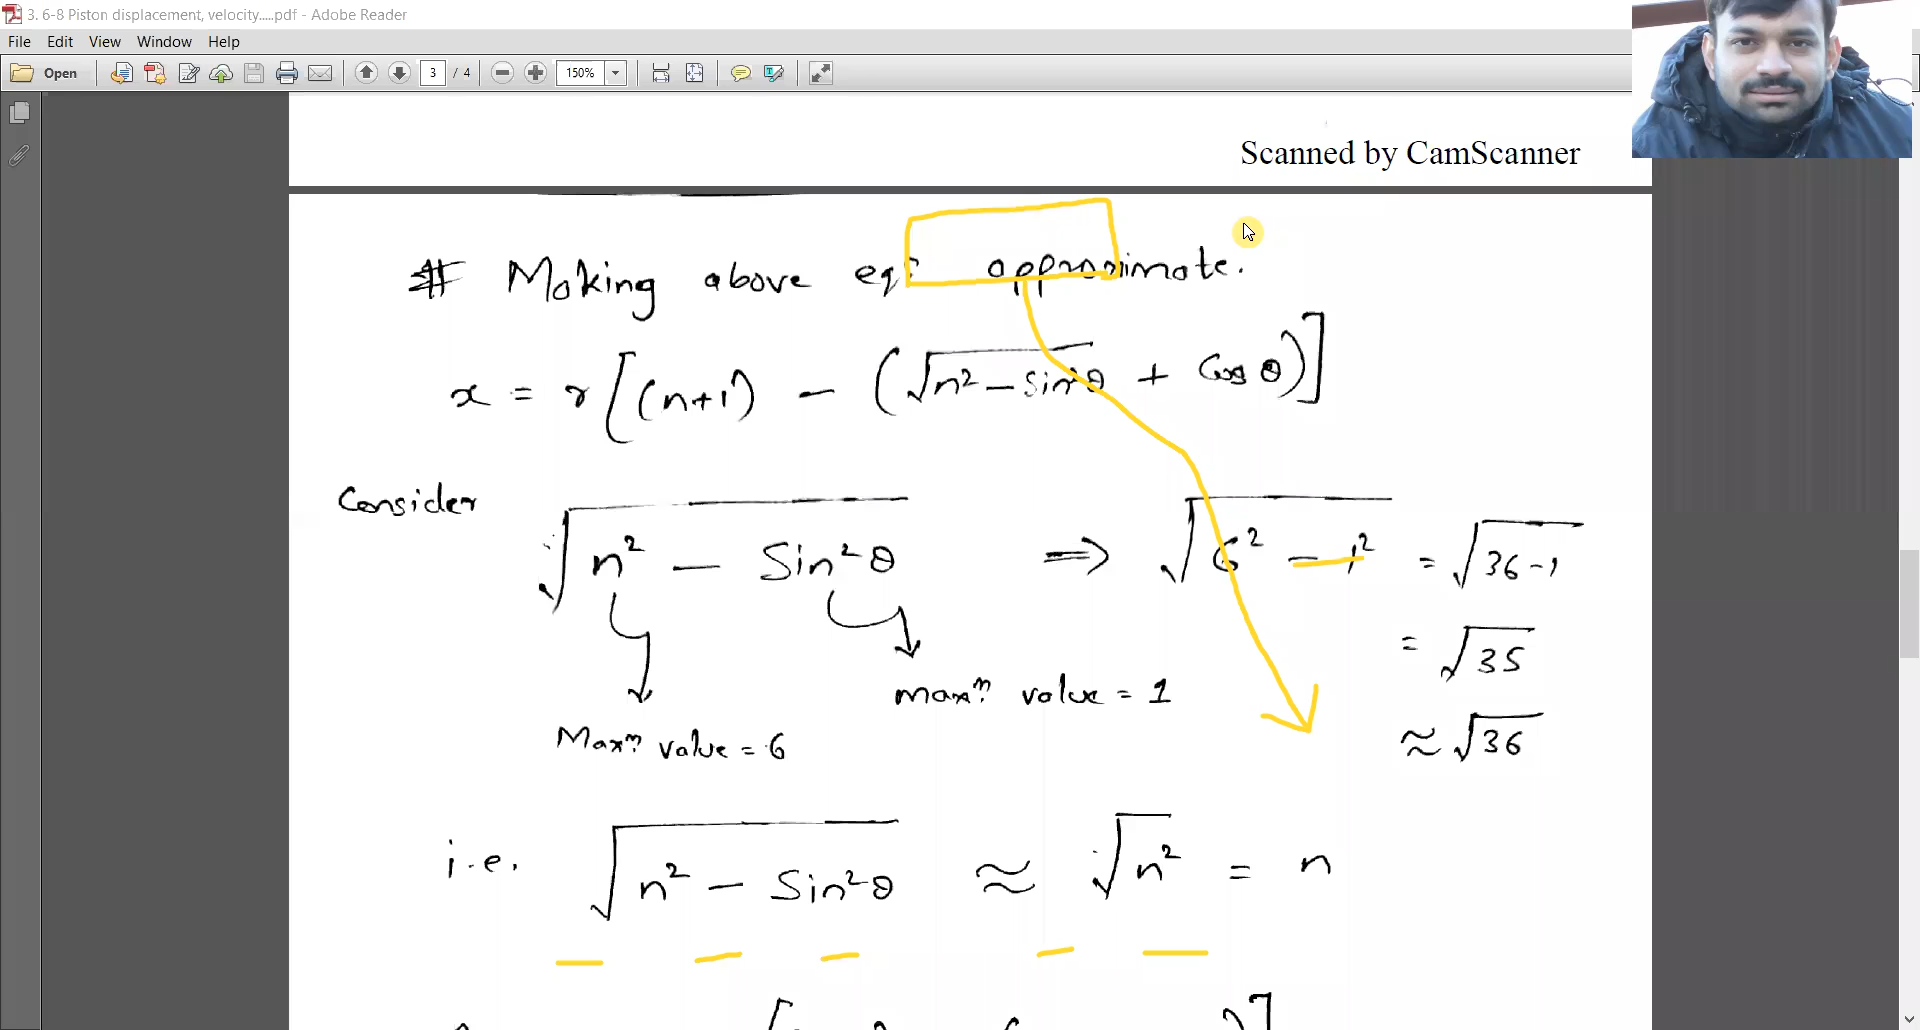 3. 6-8 Piston displacement, velocity.....pdf - Adobe Reader
File Edit View Window Help
Open 3 / 4 150%
Scanned by CamScanner
# Making above eqn approximate.
x = r[(n+1) - (√n² - Sin²θ + Cos θ)]
Consider √n² - Sin²θ ⇒ √6² - 1² = √36-1
= √35
Maxm value = 1
Maxm value = 6
≈ √36
i.e. √n² - Sin²θ ≈ √n² = n